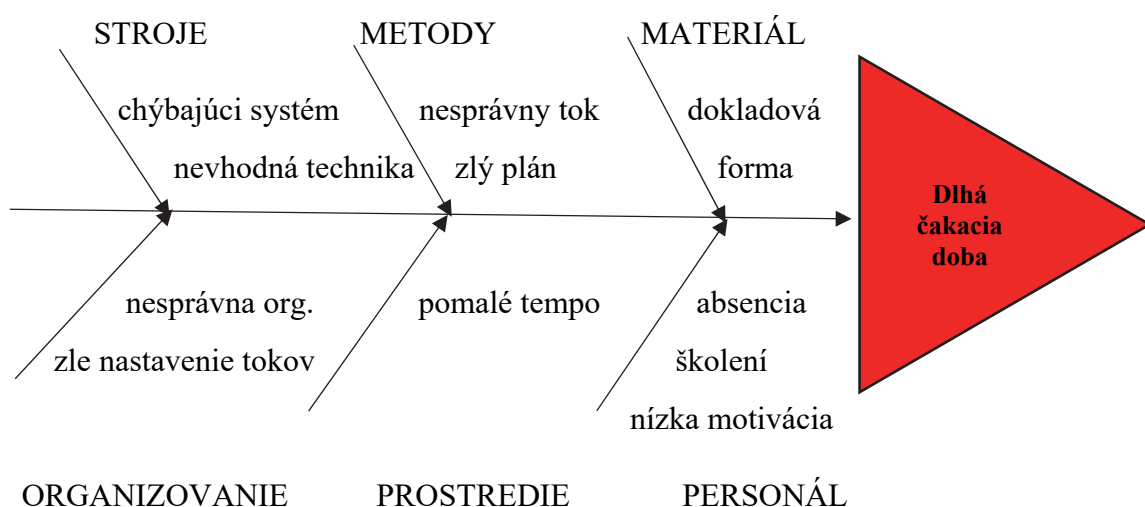 STROJE
METODY
MATERIÁL
chýbajúci systém
nesprávny tok
dokladová
nevhodná technika
zlý plán
forma
Dlhá
čakacia
doba
nesprávna org.
pomalé tempo
absencia
zle nastavenie tokov
školení
nízka motivácia
ORGANIZOVANIE
PROSTREDIE
PERSONÁL